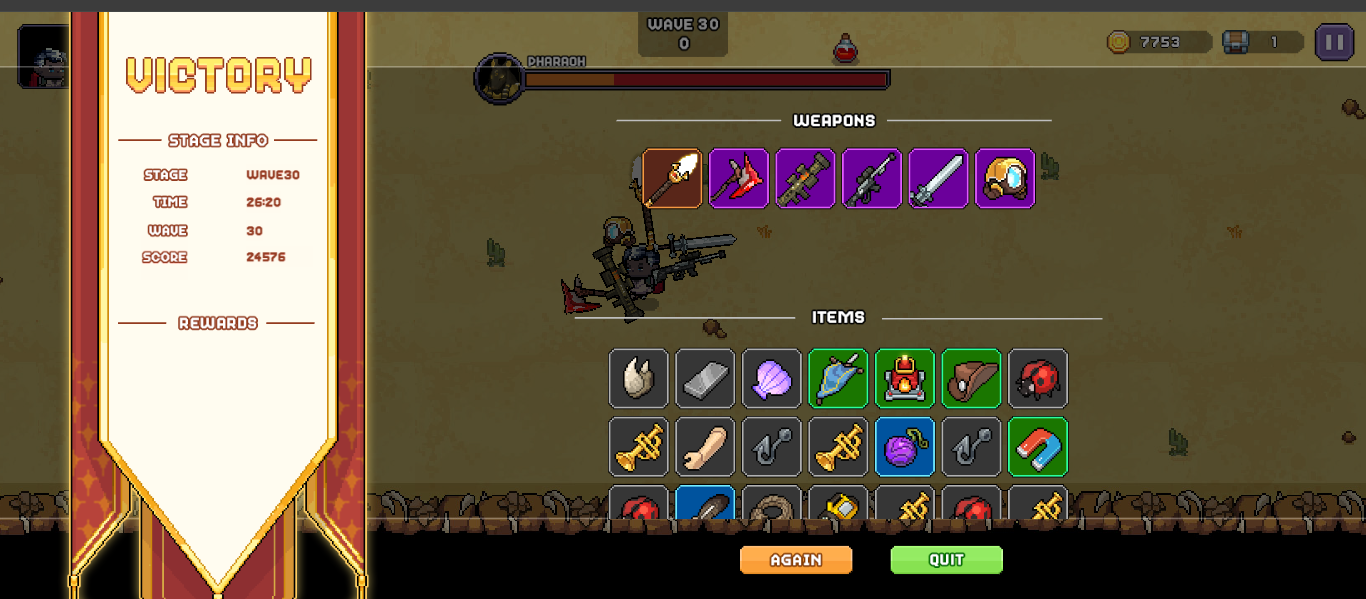 VICTORY
STAGE INFO
STAGE WAVE30
TIME 26:20
WAVE 30
SCORE 24576
REWARDS
WAVE 30
0
PHARAOH
7753
1
WEAPONS
ITEMS
AGAIN
QUIT